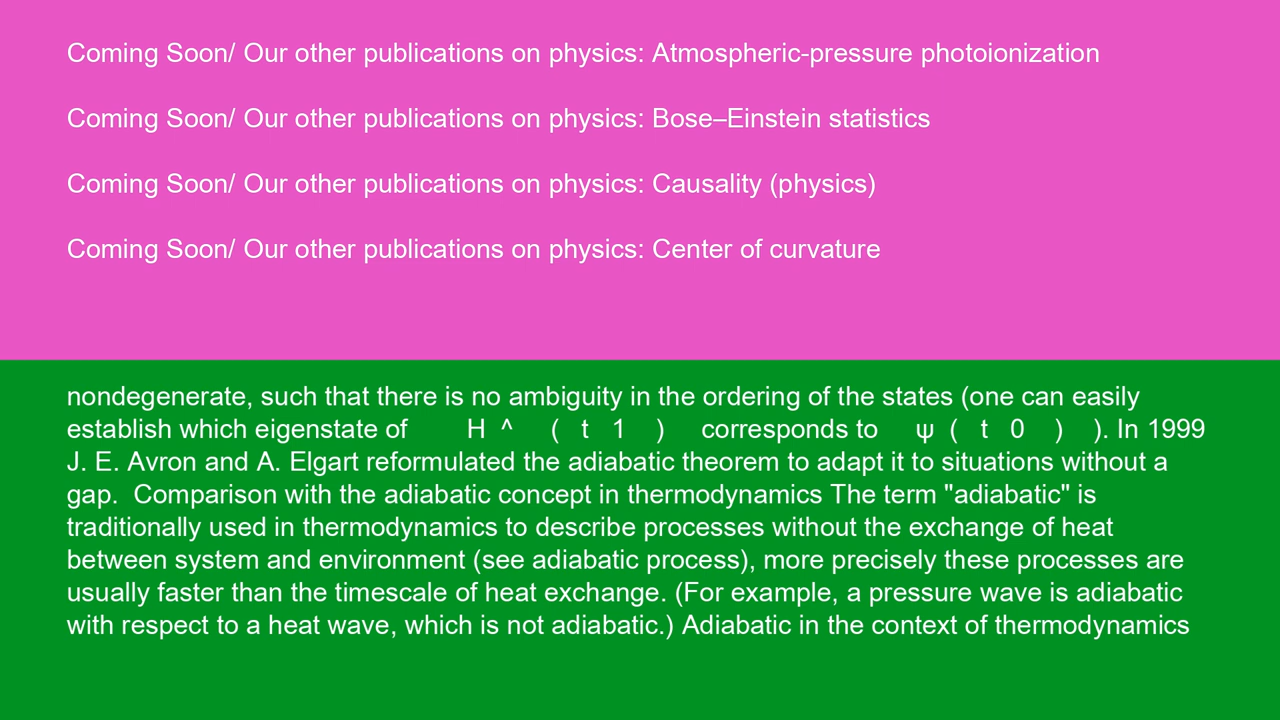 Coming Soon/ Our other publications on physics: Atmospheric-pressure photoionization
Coming Soon/ Our other publications on physics: Bose–Einstein statistics
Coming Soon/ Our other publications on physics: Causality (physics)
Coming Soon/ Our other publications on physics: Center of curvature
nondegenerate, such that there is no ambiguity in the ordering of the states (one can easily
establish which eigenstate of H ^ ( t 1 ) corresponds to ψ ( t 0 ) ). In 1999
J. E. Avron and A. Elgart reformulated the adiabatic theorem to adapt it to situations without a
gap. Comparison with the adiabatic concept in thermodynamics The term "adiabatic" is
traditionally used in thermodynamics to describe processes without the exchange of heat
between system and environment (see adiabatic process), more precisely these processes are
usually faster than the timescale of heat exchange. (For example, a pressure wave is adiabatic
with respect to a heat wave, which is not adiabatic.) Adiabatic in the context of thermodynamics